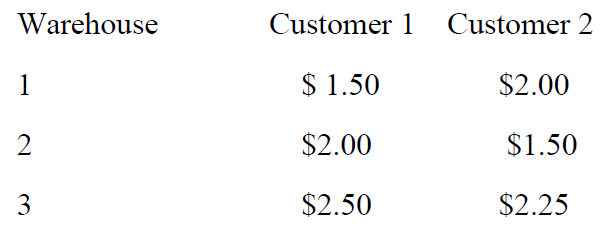 Warehouse Customer 1 Customer 2
1 $ 1.50 $2.00
2 $2.00 $1.50
3 $2.50 $2.25